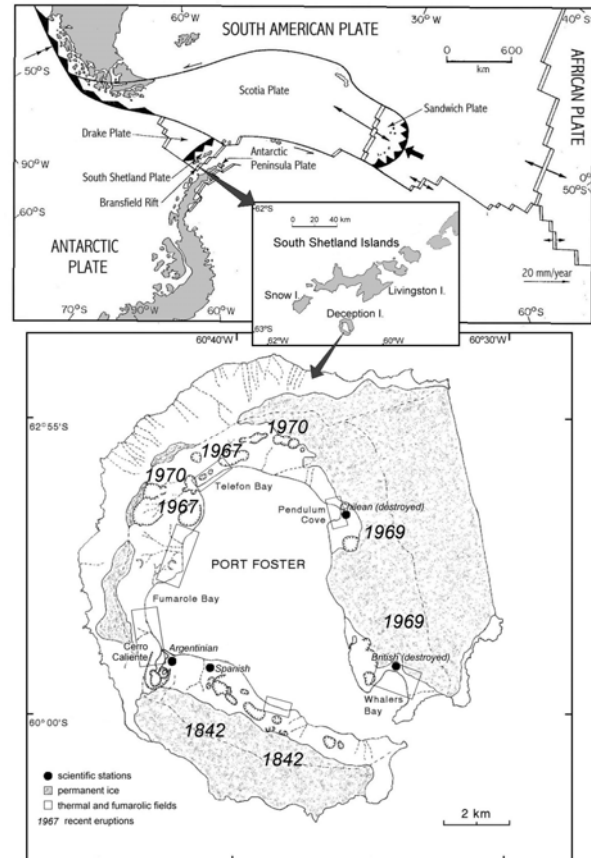 60°W
40°S
SOUTH AMERICAN PLATE
0 600
km
AFRICAN PLATE
50°S
Scotia Plate
Sandwich Plate
Drake Plate
Antarctic
Peninsula Plate
90°W
South Shetland Plate
0°
50°S
Bransfield Rift
60°S
62°S
0 20 40 km
ANTARCTIC
PLATE
South Shetland Islands
Snow I.
Livingston I.
Deception I.
20 mm/year
70°S
90°W
60°W
63°S
62°W
60°W
60°S
60°40'W
60°30'W
62°55'S
1970
1967
1970
1967
Telefon Bay
Pendulum
Cove
Chilean (destroyed)
1969
PORT FOSTER
Fumarole Bay
1969
Cerro
Caliente
Argentinian
Spanish
British (destroyed)
Whalers
Bay
60°00'S
1842
1842
scientific stations
permanent ice
thermal and fumarolic fields
1967 recent eruptions
2 km